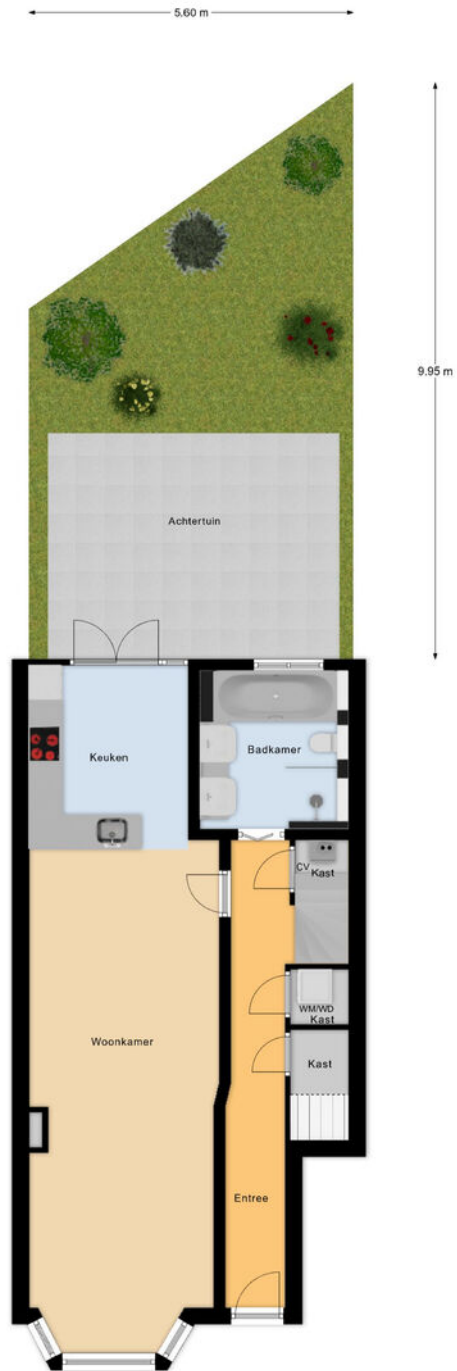 5.60 m
9.95 m
Achtertuin
Keuken
Badkamer
CV
Kast
WM/WD
Kast
Woonkamer
Kast
Entree